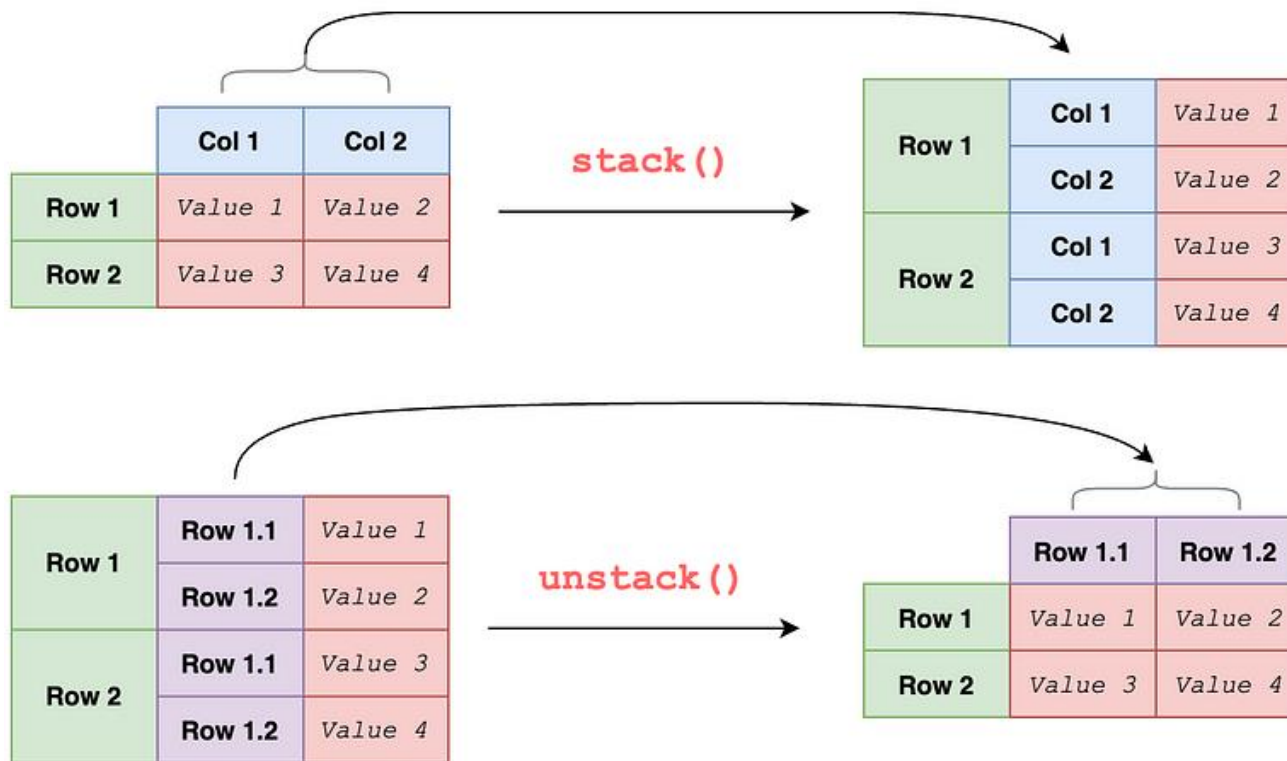 Col 1 Col 2
Row 1 Value 1 Value 2
Row 2 Value 3 Value 4
stack()
Row 1 Col 1 Value 1
Col 2 Value 2
Row 2 Col 1 Value 3
Col 2 Value 4
Row 1 Row 1.1 Value 1
Row 1.2 Value 2
Row 2 Row 1.1 Value 3
Row 1.2 Value 4
unstack()
Row 1.1 Row 1.2
Row 1 Value 1 Value 2
Row 2 Value 3 Value 4